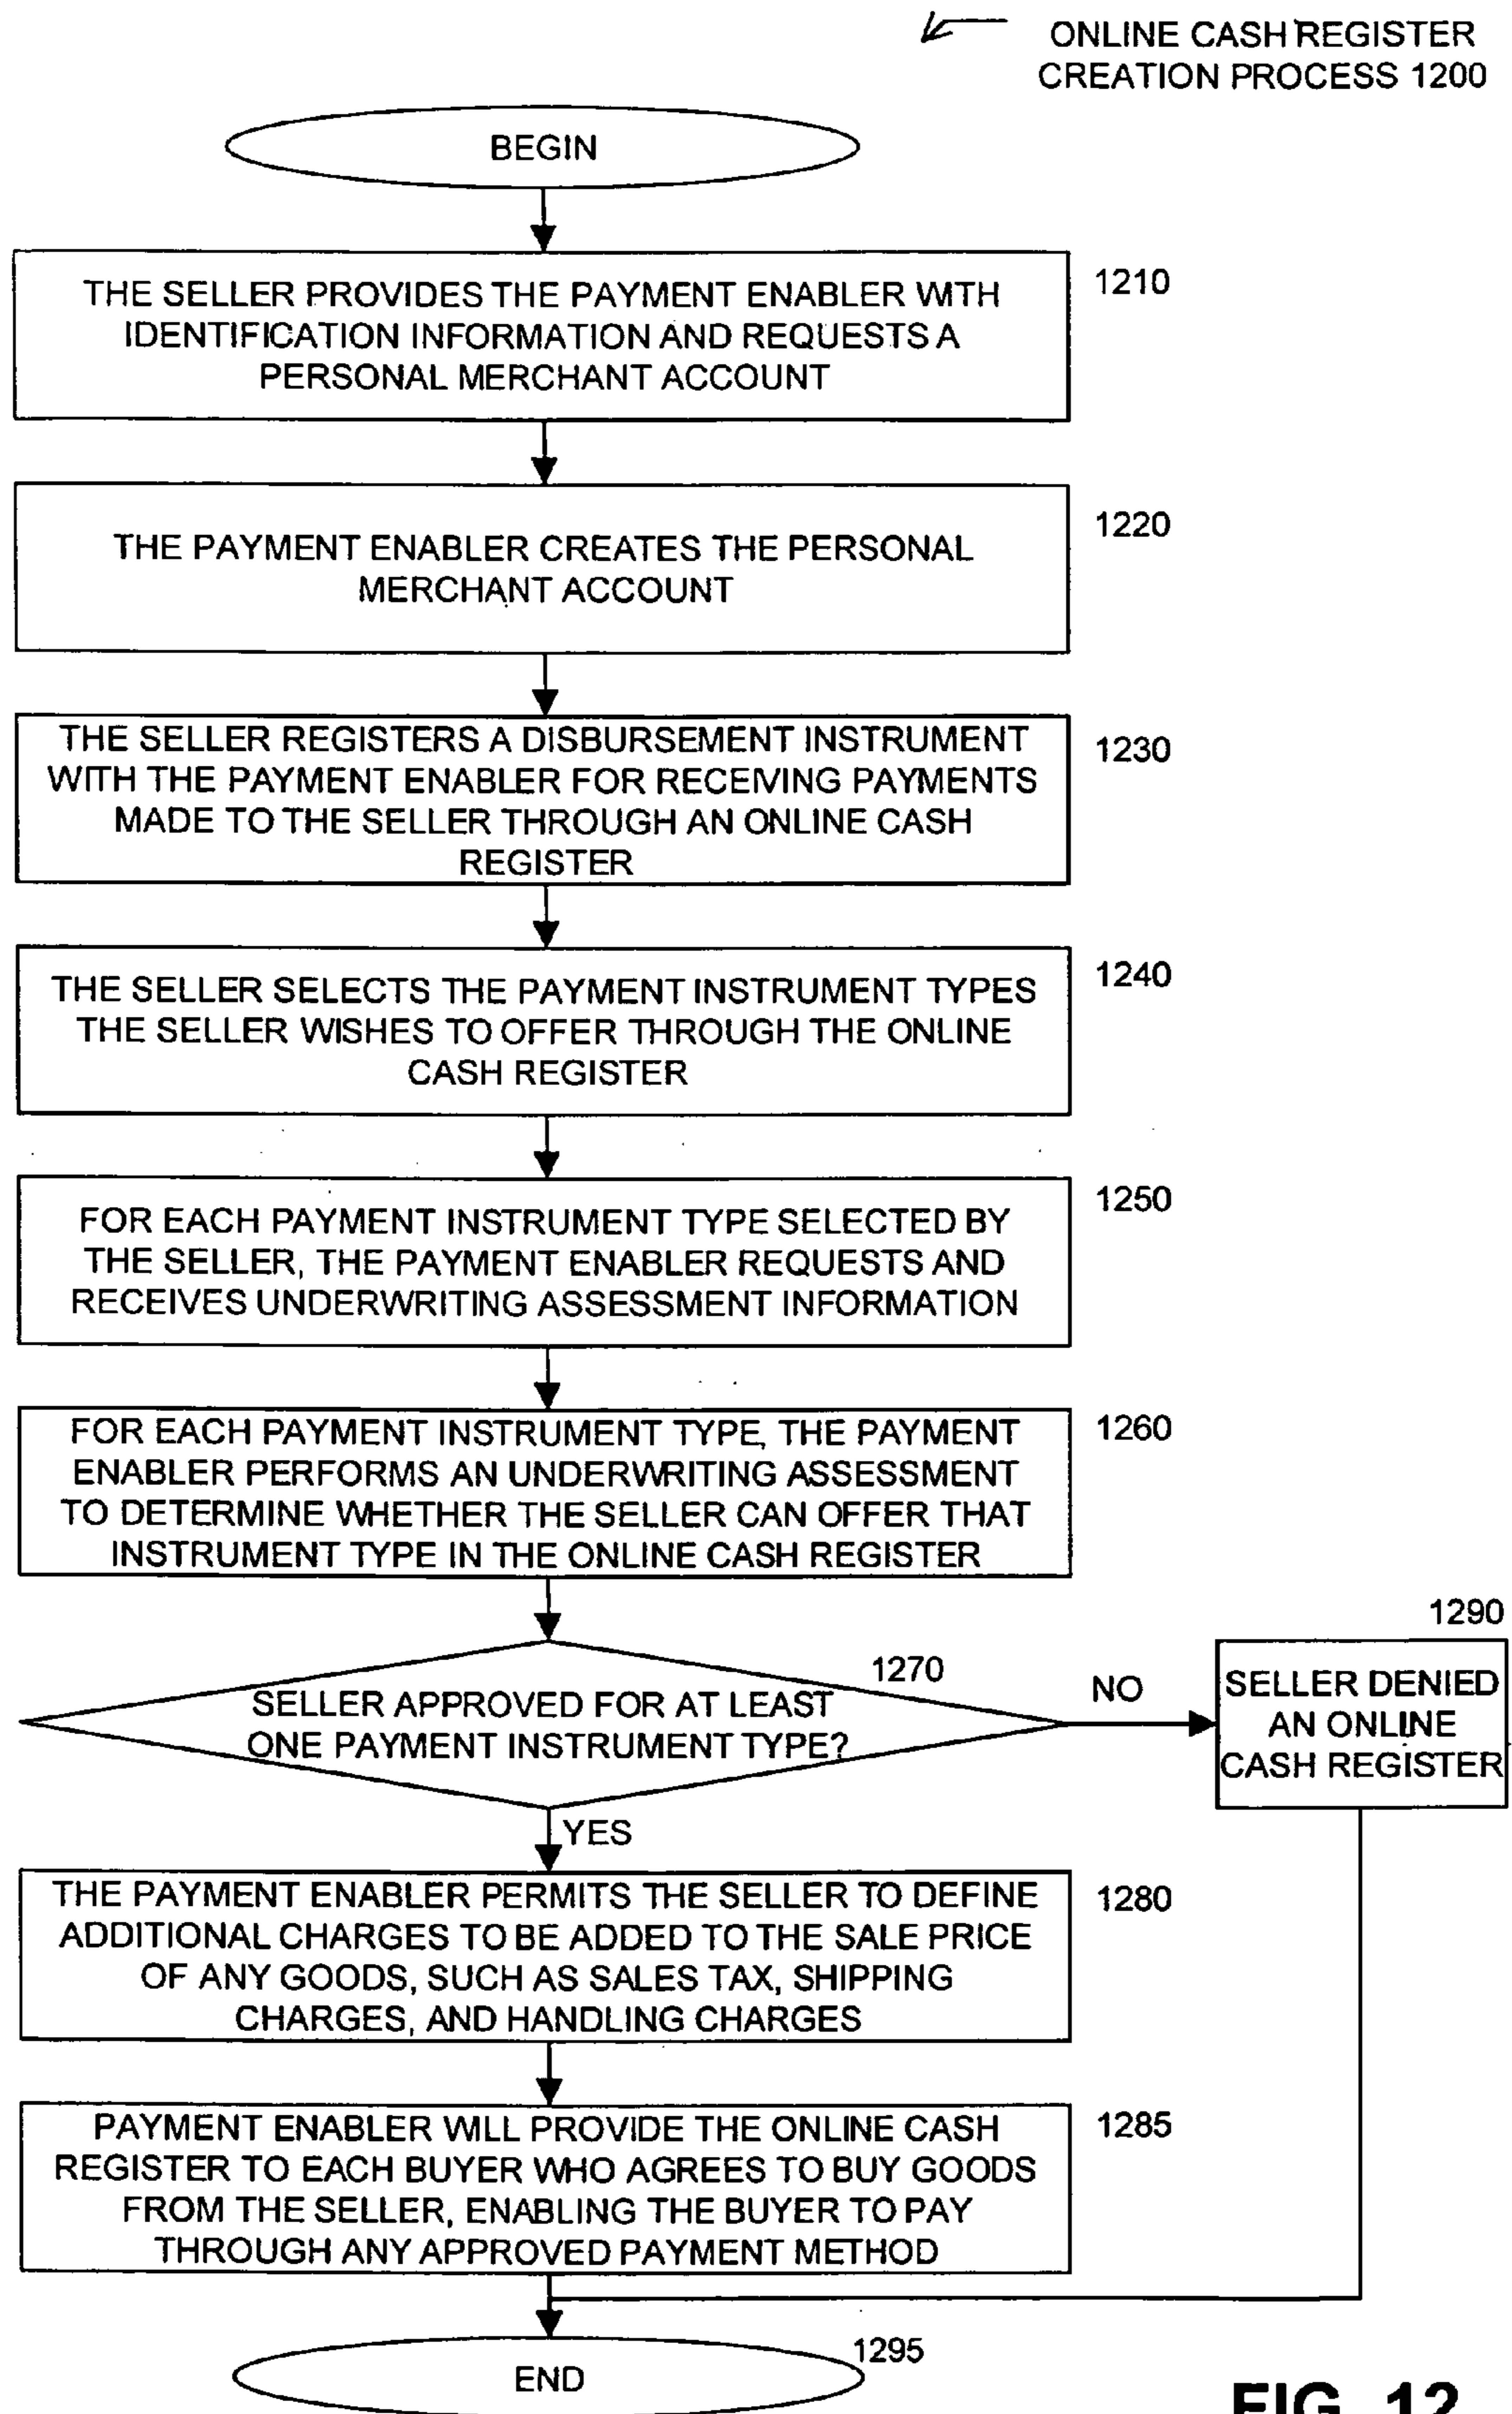 ONLINE CASH REGISTER
CREATION PROCESS 1200
BEGIN
THE SELLER PROVIDES THE PAYMENT ENABLER WITH
IDENTIFICATION INFORMATION AND REQUESTS A
PERSONAL MERCHANT ACCOUNT
1210
THE PAYMENT ENABLER CREATES THE PERSONAL
MERCHANT ACCOUNT
1220
THE SELLER REGISTERS A DISBURSEMENT INSTRUMENT
WITH THE PAYMENT ENABLER FOR RECEIVING PAYMENTS
MADE TO THE SELLER THROUGH AN ONLINE CASH
REGISTER
1230
THE SELLER SELECTS THE PAYMENT INSTRUMENT TYPES
THE SELLER WISHES TO OFFER THROUGH THE ONLINE
CASH REGISTER
1240
FOR EACH PAYMENT INSTRUMENT TYPE SELECTED BY
THE SELLER, THE PAYMENT ENABLER REQUESTS AND
RECEIVES UNDERWRITING ASSESSMENT INFORMATION
1250
FOR EACH PAYMENT INSTRUMENT TYPE, THE PAYMENT
ENABLER PERFORMS AN UNDERWRITING ASSESSMENT
TO DETERMINE WHETHER THE SELLER CAN OFFER THAT
INSTRUMENT TYPE IN THE ONLINE CASH REGISTER
1260
SELLER APPROVED FOR AT LEAST
ONE PAYMENT INSTRUMENT TYPE?
1270
NO
1290
SELLER DENIED
AN ONLINE
CASH REGISTER
YES
THE PAYMENT ENABLER PERMITS THE SELLER TO DEFINE
ADDITIONAL CHARGES TO BE ADDED TO THE SALE PRICE
OF ANY GOODS, SUCH AS SALES TAX, SHIPPING
CHARGES, AND HANDLING CHARGES
1280
PAYMENT ENABLER WILL PROVIDE THE ONLINE CASH
REGISTER TO EACH BUYER WHO AGREES TO BUY GOODS
FROM THE SELLER, ENABLING THE BUYER TO PAY
THROUGH ANY APPROVED PAYMENT METHOD
1285
END
1295
FIG. 12